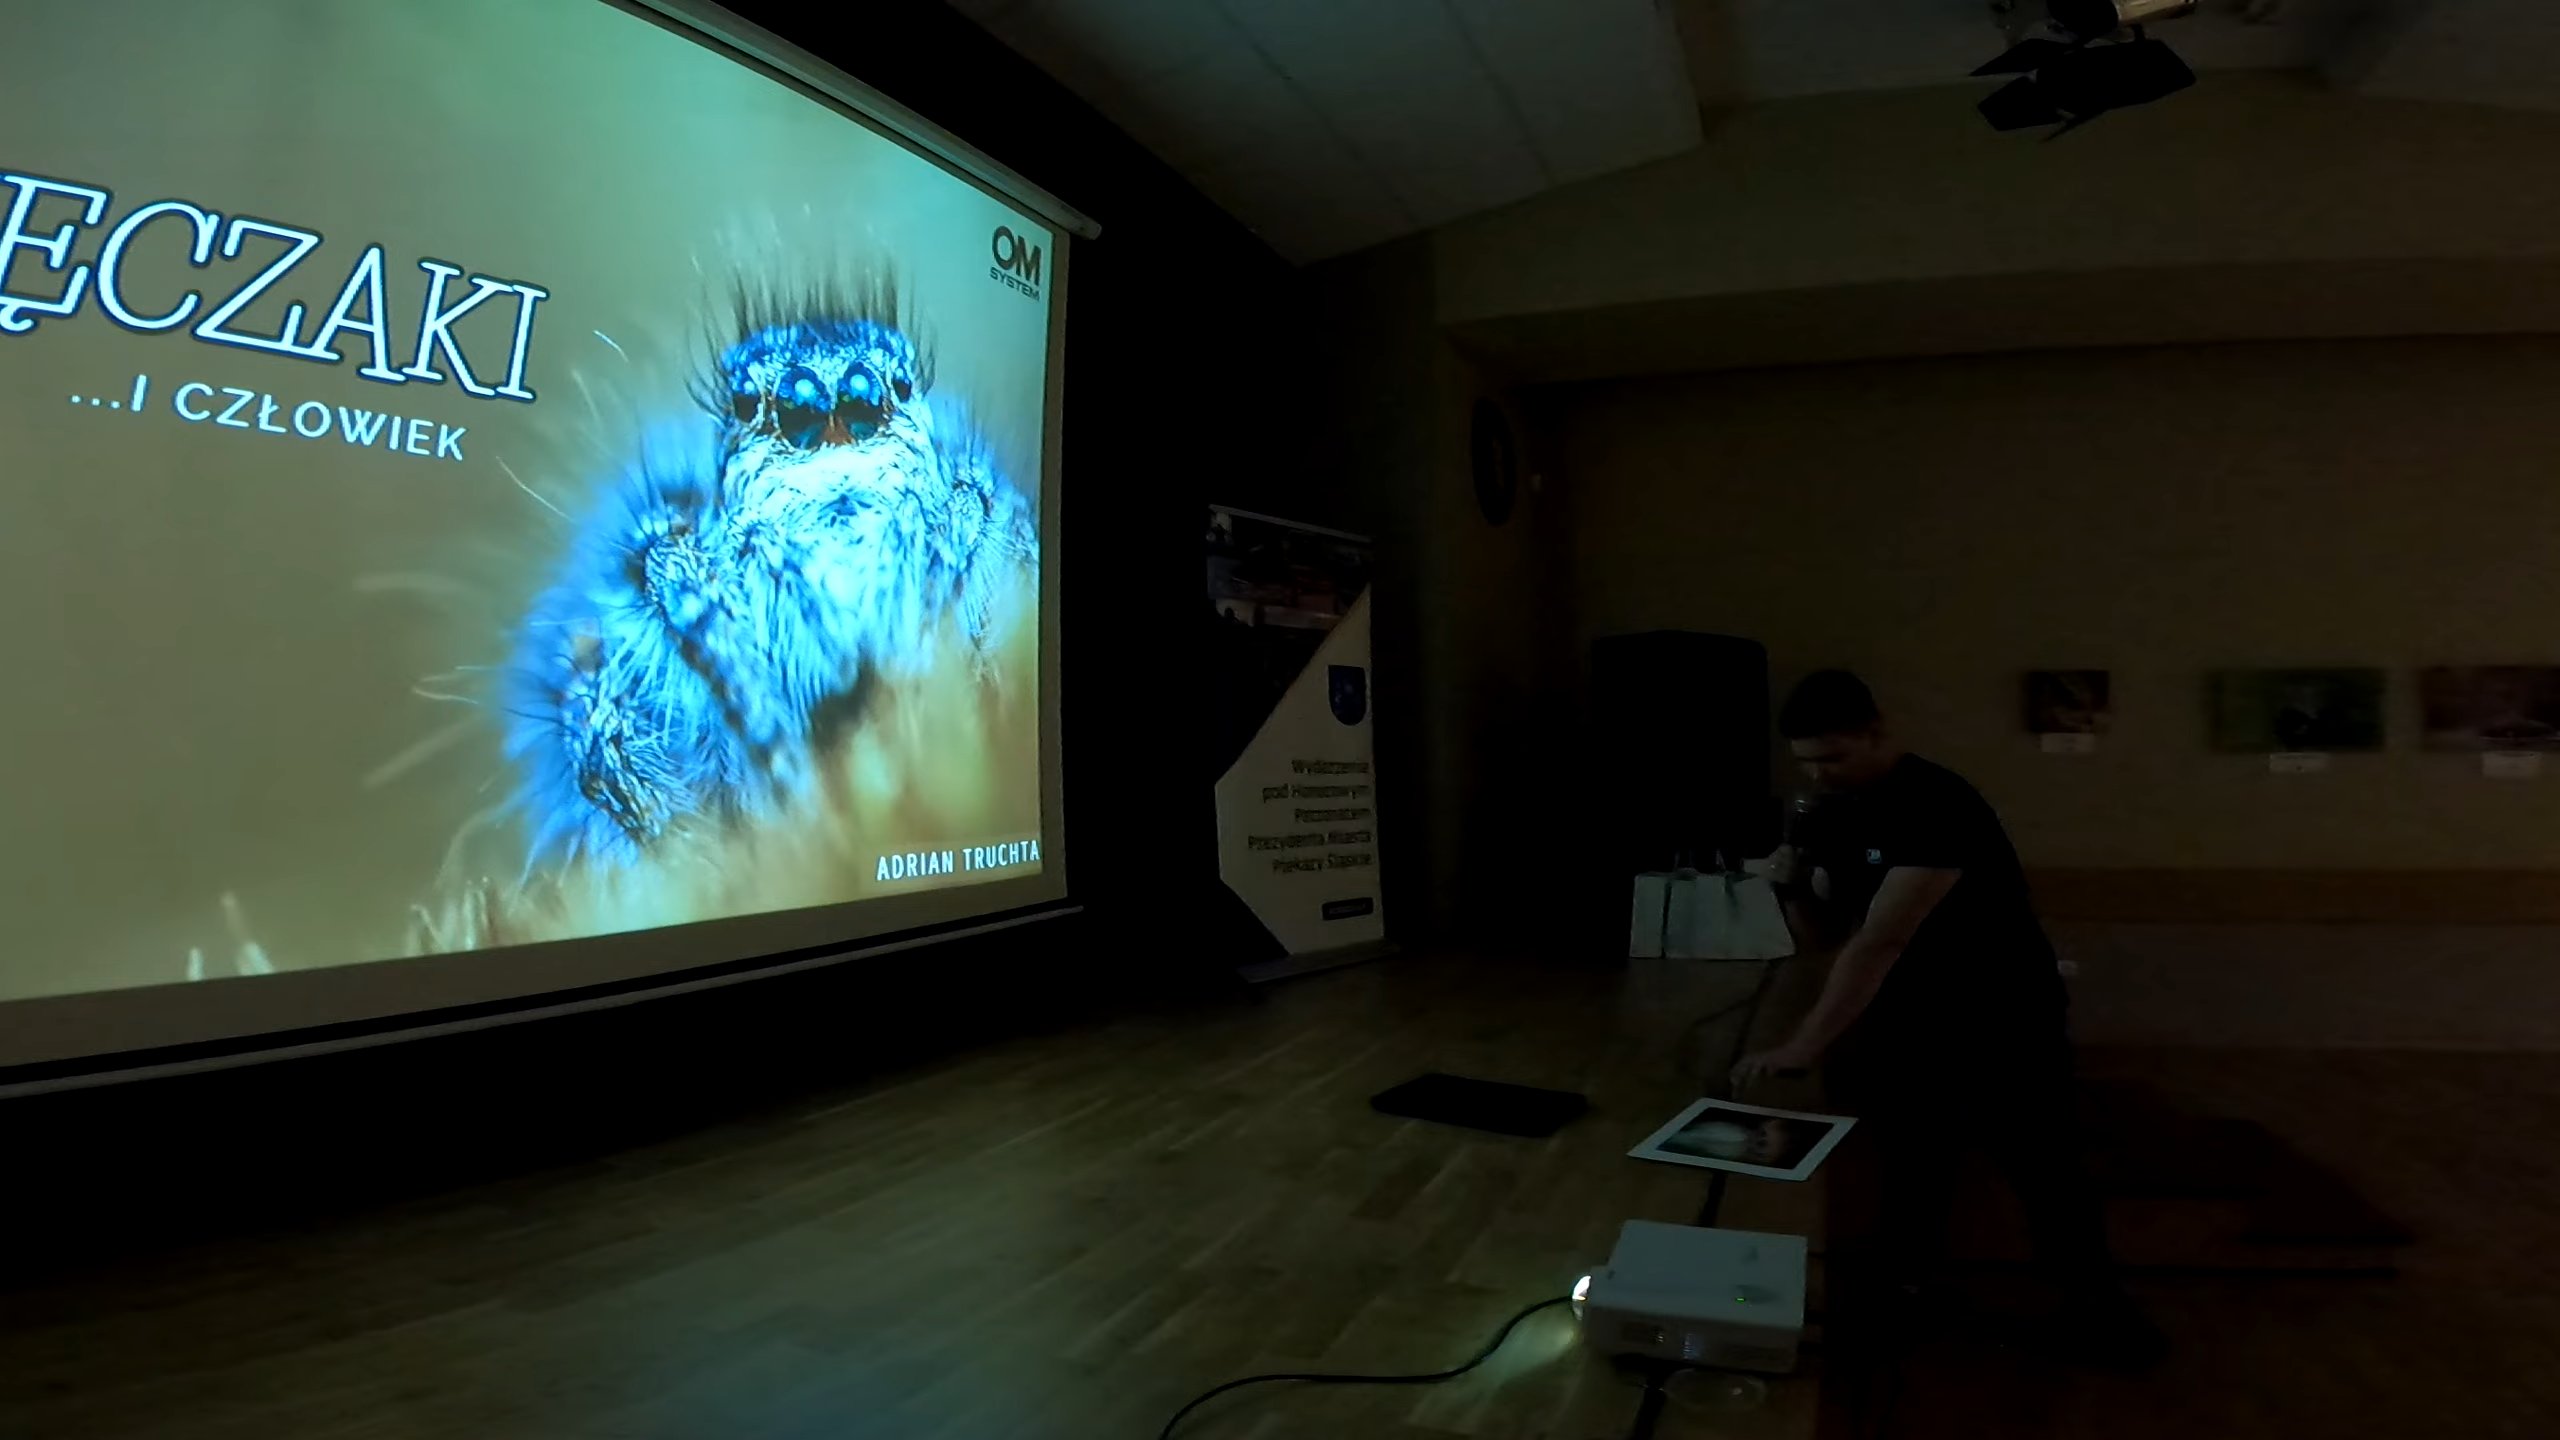 ĘCZAKI
...I CZŁOWIEK
OM
SYSTEM
ADRIAN TRUCHTA
Wydarzenie
pod Honorowym
Patronatem
Prezydenta Miasta
Piekary Śląskie